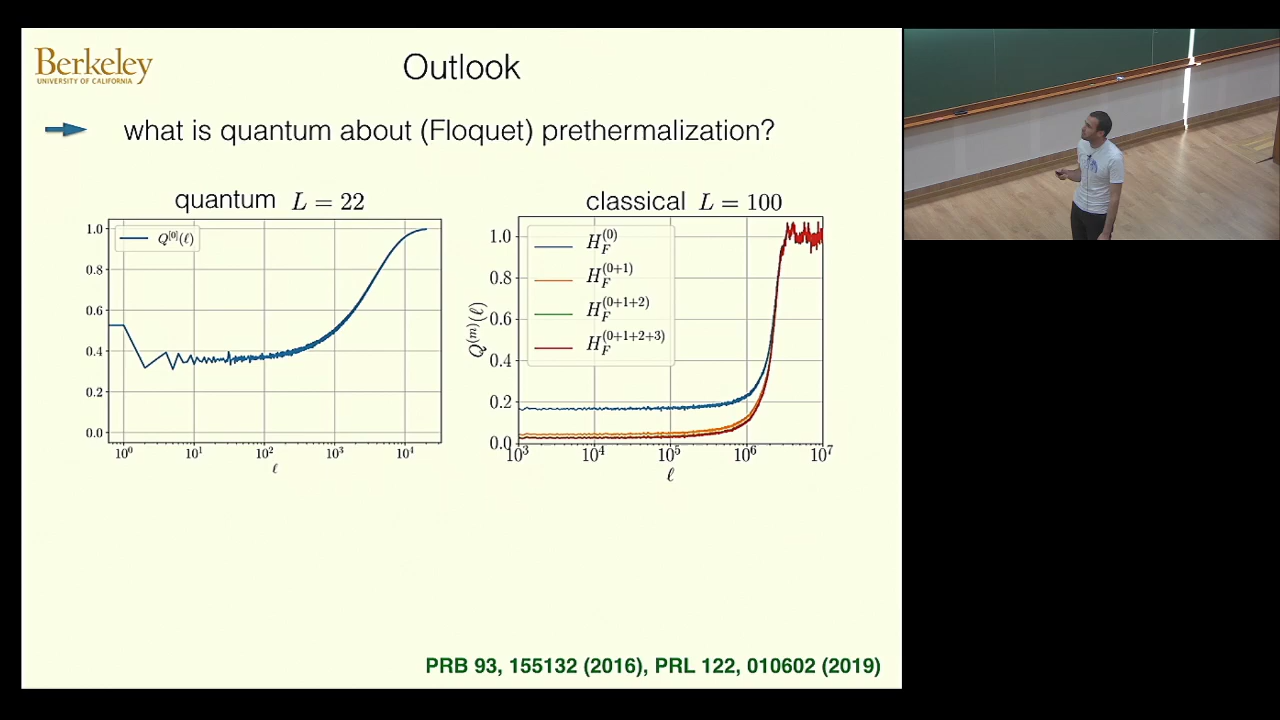 Berkeley
UNIVERSITY OF CALIFORNIA
Outlook
what is quantum about (Floquet) prethermalization?
quantum L = 22
1.0
0.8
0.6
0.4
0.2
0.0
Q^{[0]}(ℓ)
10^0 10^1 10^2 10^3 10^4
ℓ
classical L = 100
1.0
0.8
0.6
0.4
0.2
0.0
Q^{(m)}(ℓ)
H_F^{(0)}
H_F^{(0+1)}
H_F^{(0+1+2)}
H_F^{(0+1+2+3)}
10^3 10^4 10^5 10^6 10^7
ℓ
PRB 93, 155132 (2016), PRL 122, 010602 (2019)